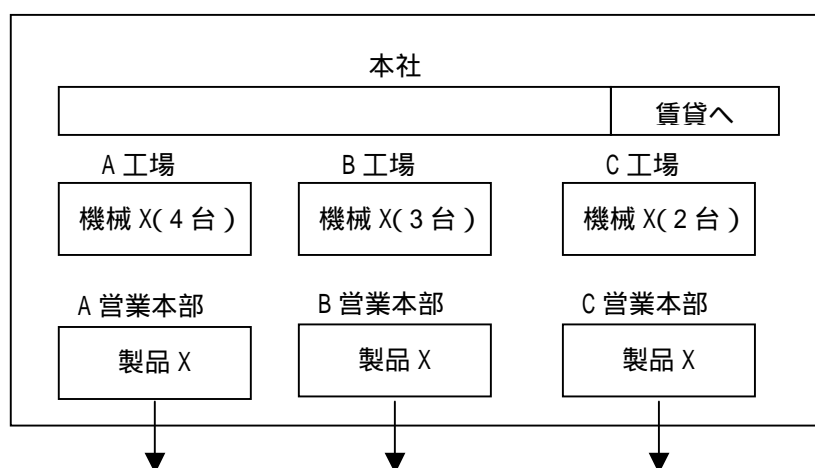 本社
賃貸へ
A 工場 B 工場 C 工場
機械 X(4 台) 機械 X(3 台) 機械 X(2 台)
A 営業本部 B 営業本部 C 営業本部
製品 X 製品 X 製品 X